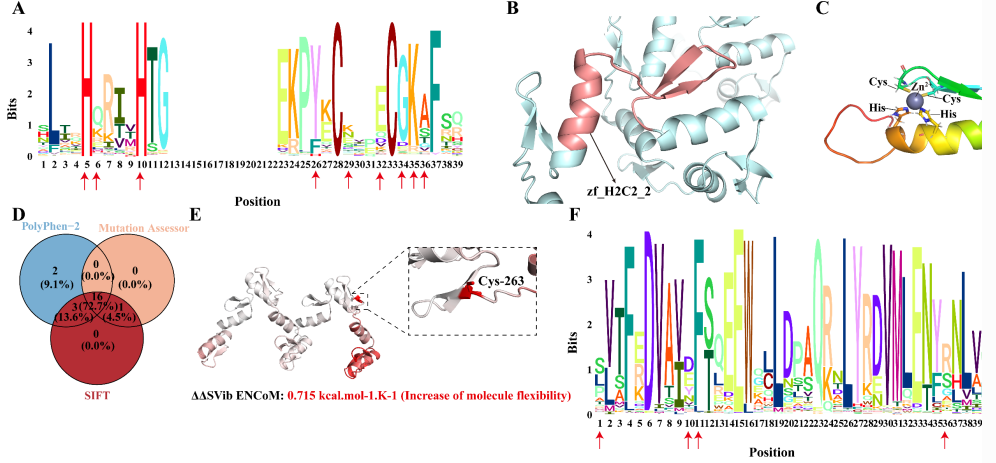 A
Bits
4
3
2
1
0
1 2 3 4 5 6 7 8 9 10 11 12 13 14 15 16 17 18 19 20 21 22 23 24 25 26 27 28 29 30 31 32 33 34 35 36 37 38 39
Position
B
zf_H2C2_2
C
Cys
Zn2
Cys
His
His
D
PolyPhen-2
Mutation Assessor
2
(9.1%)
0
(0.0%)
0
(0.0%)
16
(72.7%)
3
(13.6%)
1
(4.5%)
0
(0.0%)
SIFT
E
Cys-263
ΔΔSVib ENCoM: 0.715 kcal.mol-1.K-1 (Increase of molecule flexibility)
F
Bits
4
3
2
1
0
1 2 3 4 5 6 7 8 9 10 11 12 13 14 15 16 17 18 19 20 21 22 23 24 25 26 27 28 29 30 31 32 33 34 35 36 37 38 39
Position